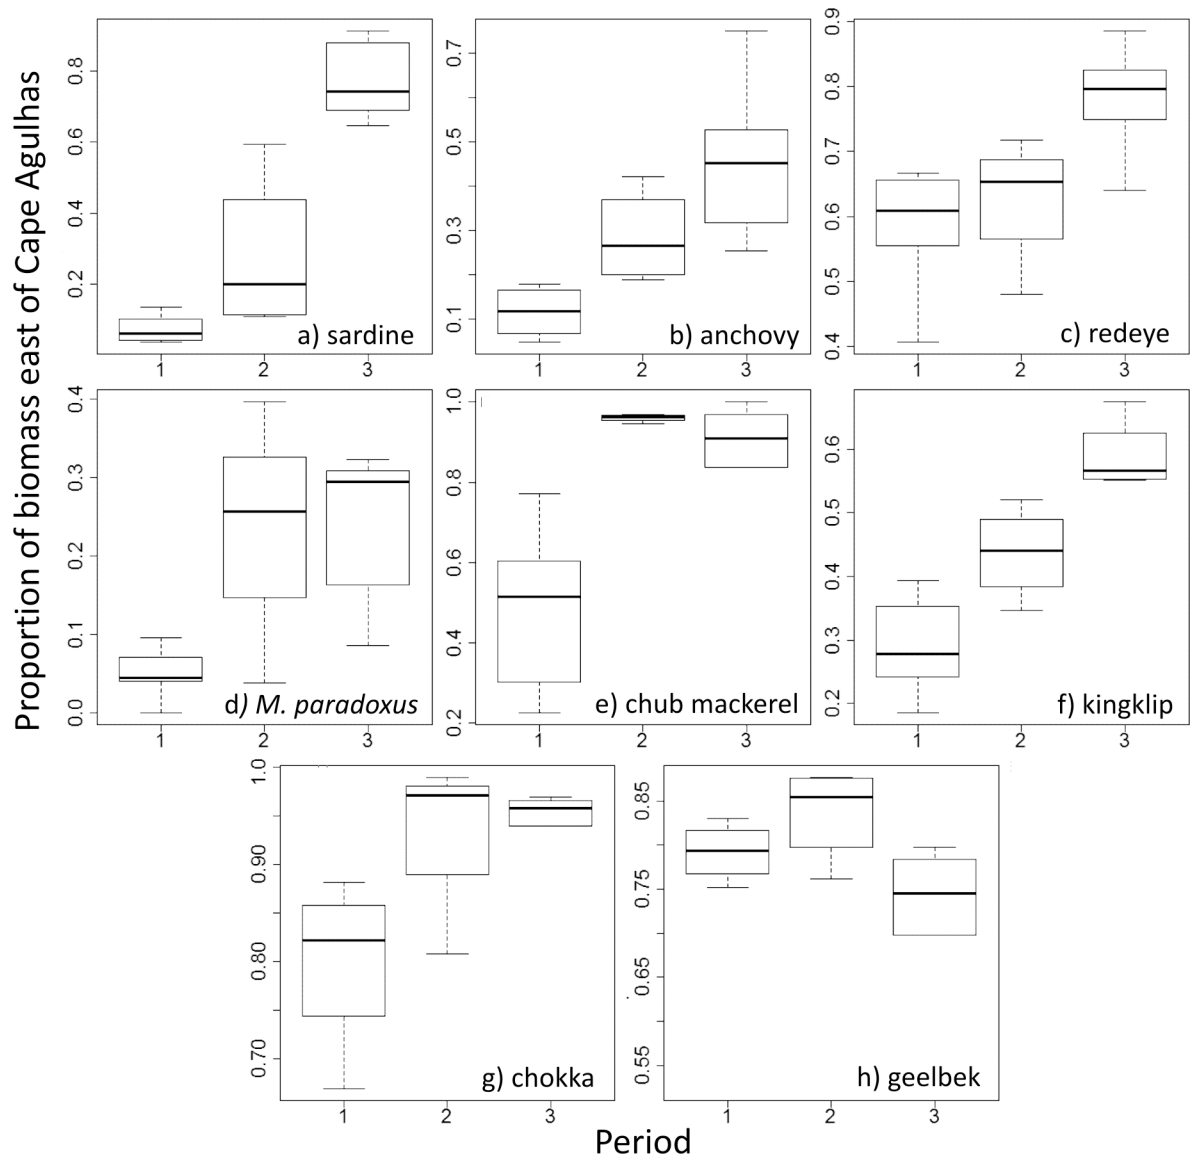 Proportion of biomass east of Cape Agulhas
0.8
0.6
0.4
0.2
1 2 3
a) sardine
0.7
0.5
0.3
0.1
1 2 3
b) anchovy
0.9
0.8
0.7
0.6
0.5
0.4
1 2 3
c) redeye
0.4
0.3
0.2
0.1
0.0
1 2 3
d) M. paradoxus
1.0
0.8
0.6
0.4
0.2
1 2 3
e) chub mackerel
0.6
0.5
0.4
0.3
0.2
1 2 3
f) kingklip
1.0
0.90
0.80
0.70
1 2 3
g) chokka
0.85
0.75
0.65
0.55
1 2 3
h) geelbek
Period